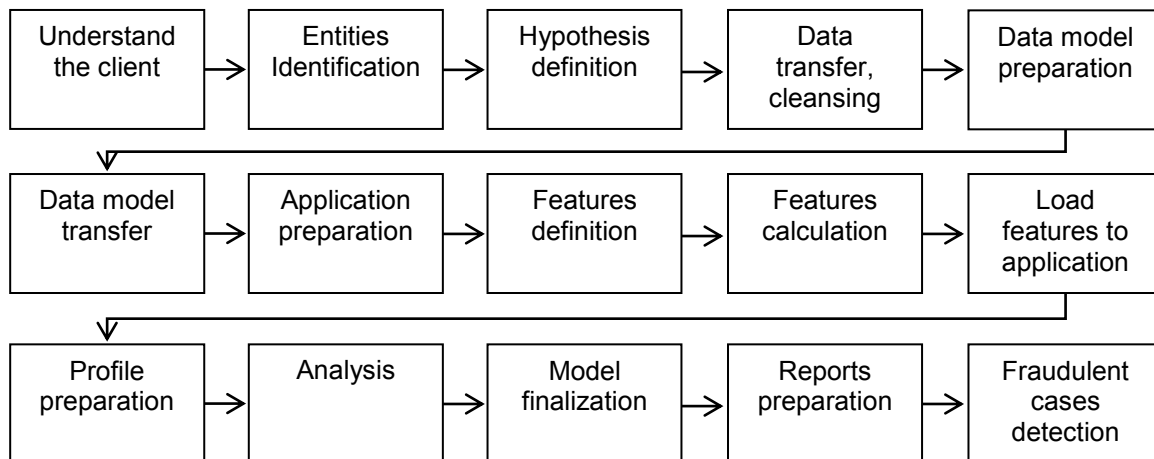 Understand
the client
Entities
Identification
Hypothesis
definition
Data
transfer,
cleansing
Data model
preparation
Data model
transfer
Application
preparation
Features
definition
Features
calculation
Load
features to
application
Profile
preparation
Analysis
Model
finalization
Reports
preparation
Fraudulent
cases
detection